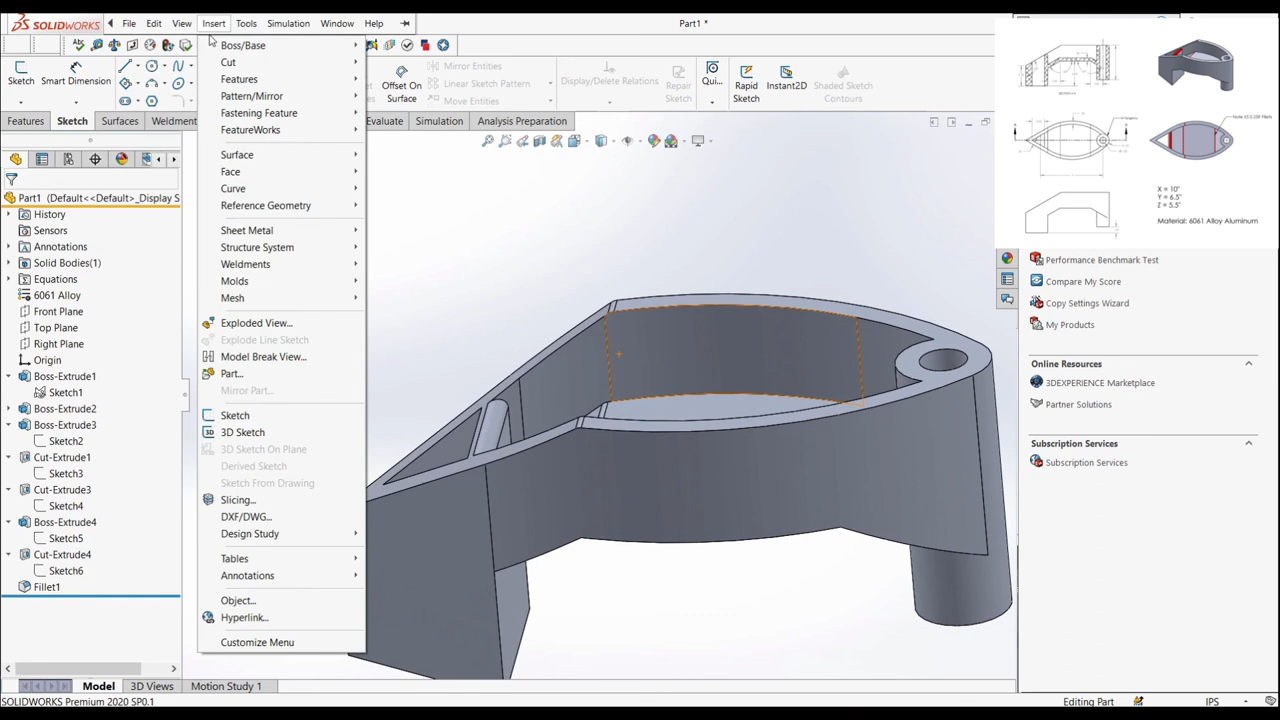 SOLIDWORKS
File Edit View Insert Tools Simulation Window Help
Part1 *
Sketch
Smart Dimension
Offset On Surface
Mirror Entities
Linear Sketch Pattern
Move Entities
Display/Delete Relations
Repair Sketch
Qui...
Rapid Sketch
Instant2D
Shaded Sketch Contours
Features Sketch Surfaces Weldment Evaluate Simulation Analysis Preparation
Part1 (Default<<Default>_Display S
History
Sensors
Annotations
Solid Bodies(1)
Equations
6061 Alloy
Front Plane
Top Plane
Right Plane
Origin
Boss-Extrude1
Sketch1
Boss-Extrude2
Boss-Extrude3
Sketch2
Cut-Extrude1
Sketch3
Cut-Extrude3
Sketch4
Boss-Extrude4
Sketch5
Cut-Extrude4
Sketch6
Fillet1
Boss/Base
Cut
Features
Pattern/Mirror
Fastening Feature
FeatureWorks
Surface
Face
Curve
Reference Geometry
Sheet Metal
Structure System
Weldments
Molds
Mesh
Exploded View...
Explode Line Sketch
Model Break View...
Part...
Mirror Part...
Sketch
3D Sketch
3D Sketch On Plane
Derived Sketch
Sketch From Drawing
Slicing...
DXF/DWG...
Design Study
Tables
Annotations
Object...
Hyperlink...
Customize Menu
X = 10"
Y = 6.5"
Z = 5.5"
Material: 6061 Alloy Aluminum
Performance Benchmark Test
Compare My Score
Copy Settings Wizard
My Products
Online Resources
3DEXPERIENCE Marketplace
Partner Solutions
Subscription Services
Subscription Services
Model 3D Views Motion Study 1
SOLIDWORKS Premium 2020 SP0.1
Editing Part
IPS